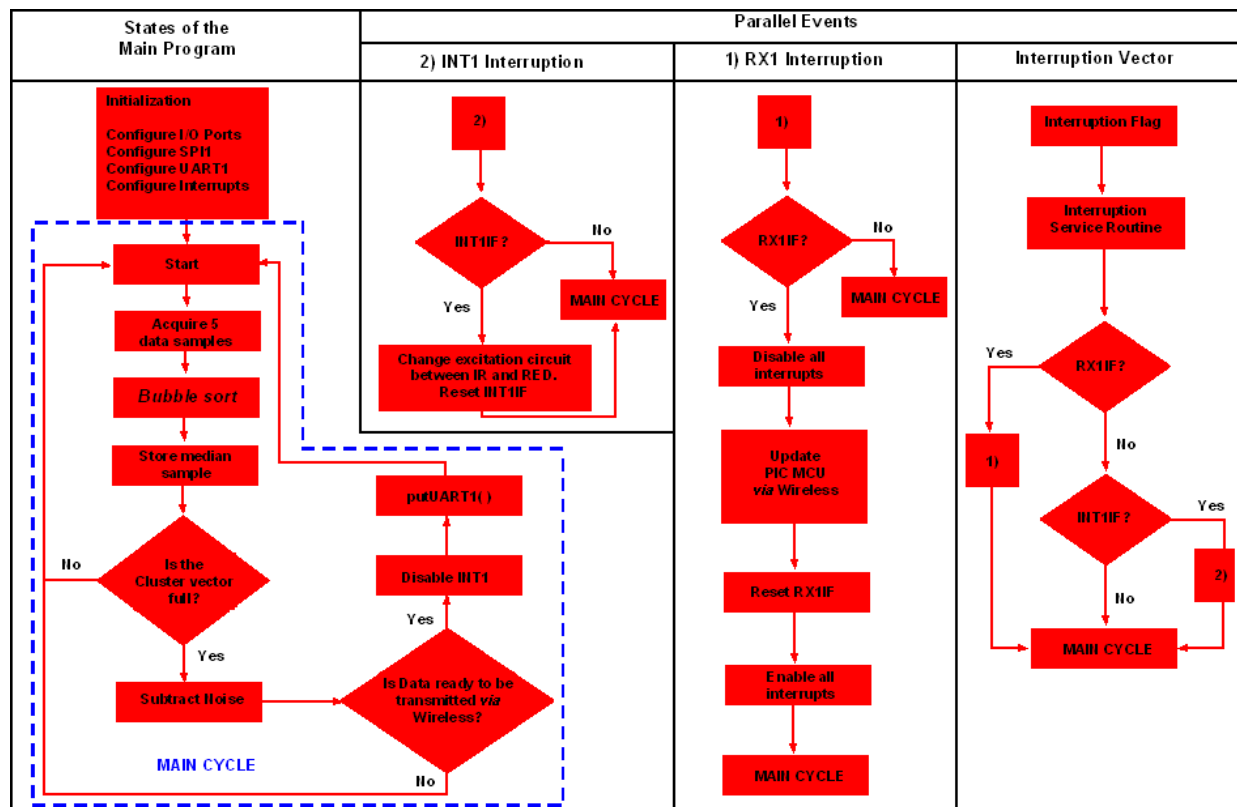 States of the
Main Program
Parallel Events
2) INT1 Interruption
1) RX1 Interruption
Interruption Vector
Initialization
Configure I/O Ports
Configure SPI1
Configure UART1
Configure Interrupts
Start
Acquire 5
data samples
Bubble sort
Store median
sample
Is the
Cluster vector
full?
No
Yes
Subtract Noise
Is Data ready to be
transmitted via
Wireless?
Yes
No
Disable INT1
putUART1( )
MAIN CYCLE
2)
INT1IF?
No
Yes
MAIN CYCLE
Change excitation circuit
between IR and RED.
Reset INT1IF
1)
RX1IF?
No
Yes
MAIN CYCLE
Disable all
interrupts
Update
PIC MCU
via Wireless
Reset RX1IF
Enable all
interrupts
MAIN CYCLE
Interruption Flag
Interruption
Service Routine
RX1IF?
Yes
No
1)
INT1IF?
Yes
No
2)
MAIN CYCLE